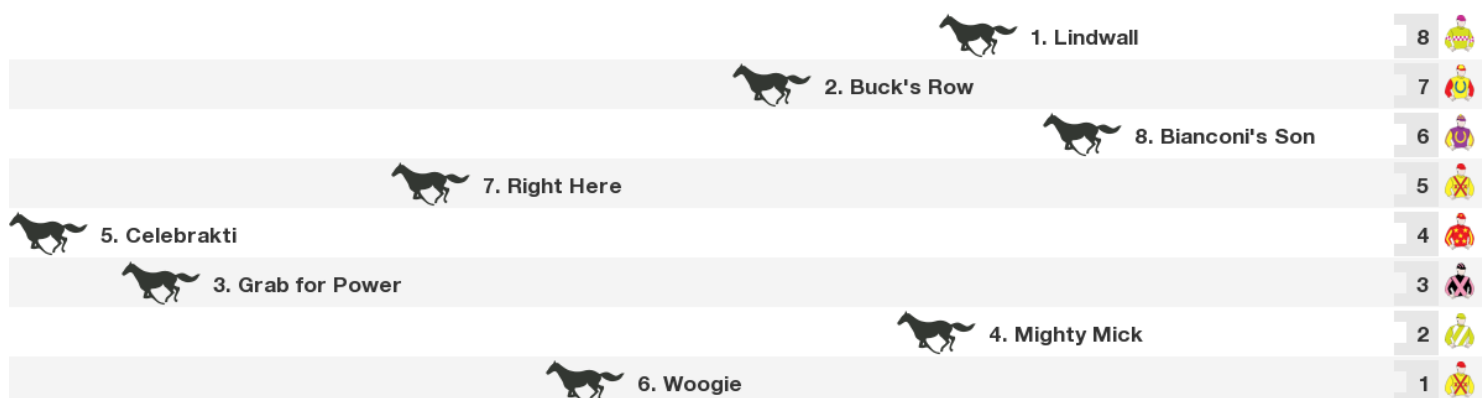 1. Lindwall 8
2. Buck's Row 7
8. Bianconi's Son 6
7. Right Here 5
5. Celebrakti 4
3. Grab for Power 3
4. Mighty Mick 2
6. Woogie 1